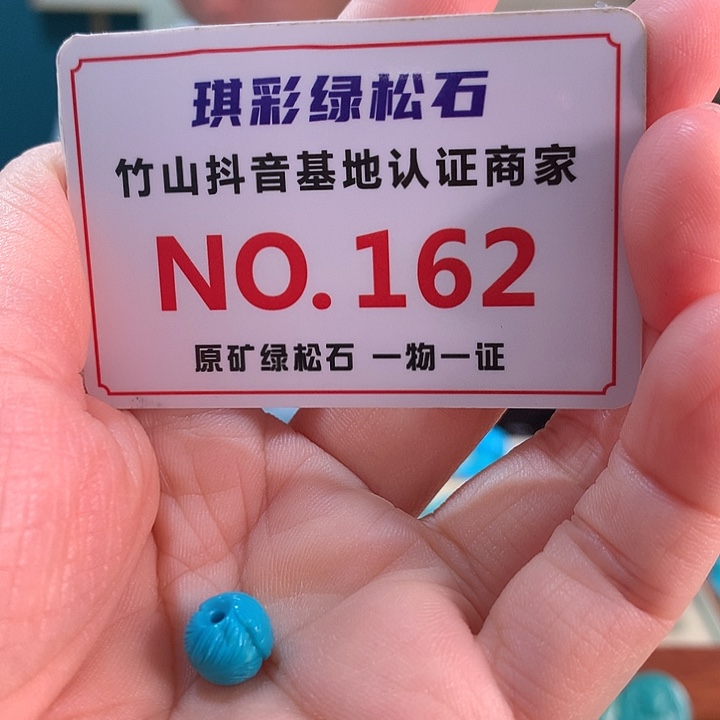 琪彩绿松石
竹山抖音基地认证商家
NO.162
原矿绿松石 一物一证